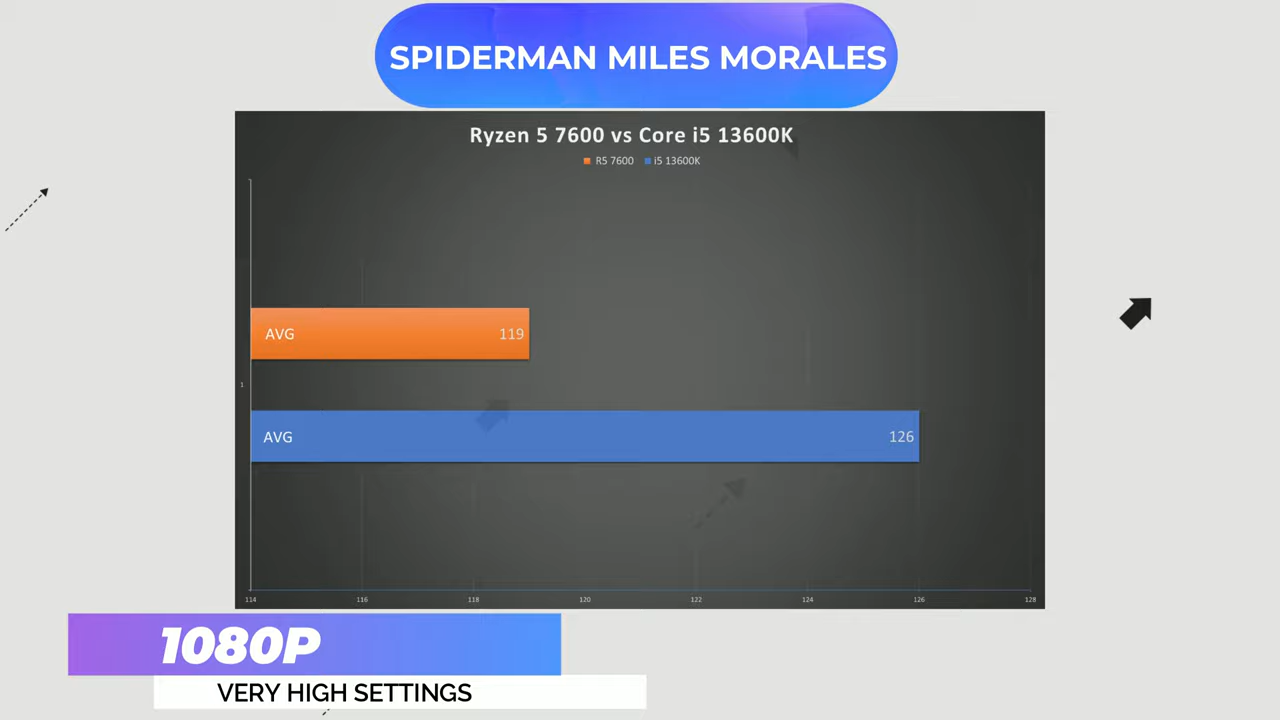 SPIDERMAN MILES MORALES
Ryzen 5 7600 vs Core i5 13600K
R5 7600 i5 13600K
AVG 119
1
AVG 126
114 116 118 120 122 124 126 128
1080P
VERY HIGH SETTINGS